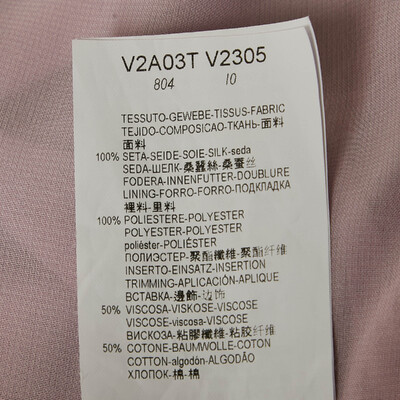 V2A03T V2305
804 10
TESSUTO-GEWEBE-TISSUS-FABRIC
TEJIDO-COMPOSICAO-ТКАНЬ-面料
面料
100% SETA-SEIDE-SOIE-SILK-seda
SEDA-ШЕЛК-桑蠶絲-桑蚕丝
FODERA-INNENFUTTER-DOUBLURE
LINING-FORRO-FORRO-ПОДКЛАДКА
裡料-里料
100% POLIESTERE-POLYESTER
POLYESTER-POLYESTER
poliéster-POLIÉSTER
ПОЛИЭСТЕР-聚酯纖維-聚酯纤维
INSERTO-EINSATZ-INSERTION
TRIMMING-APLICACIÓN-APLIQUE
ВСТАВКА-邊飾-边饰
50% VISCOSA-VISKOSE-VISCOSE
VISCOSE-viscosa-VISCOSE
ВИСКОЗА-粘膠纖維-粘胶纤维
50% COTONE-BAUMWOLLE-COTON
COTTON-algodón-ALGODÃO
ХЛОПОК-棉-棉